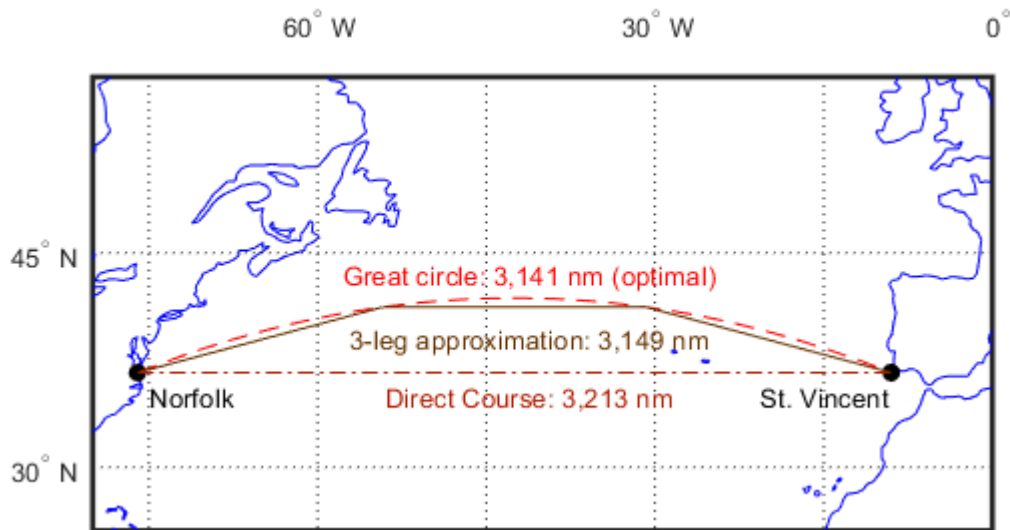 60° W
30° W
0°
45° N
Great circle: 3,141 nm (optimal)
3-leg approximation: 3,149 nm
Norfolk
Direct Course: 3,213 nm
St. Vincent
30° N